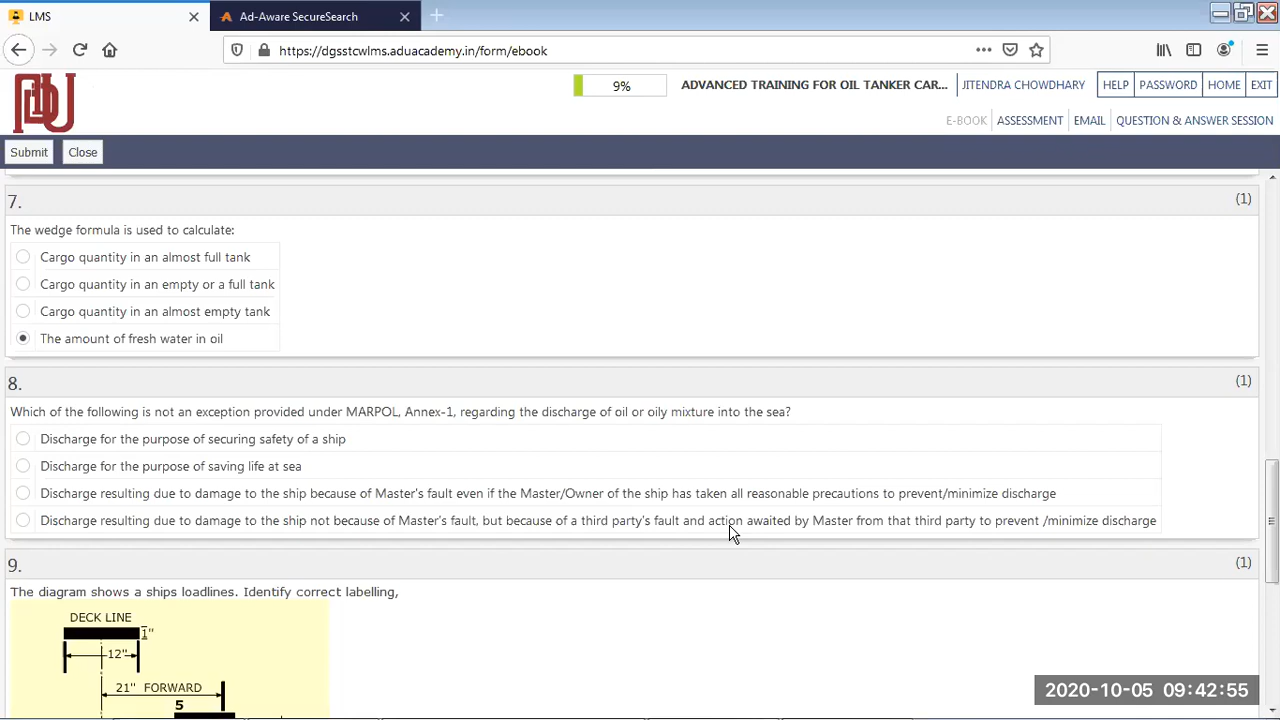 LMS
Ad-Aware SecureSearch
https://dgsstcwlms.aduacademy.in/form/ebook
9%
ADVANCED TRAINING FOR OIL TANKER CAR...
JITENDRA CHOWDHARY
HELP
PASSWORD
HOME
EXIT
E-BOOK
ASSESSMENT
EMAIL
QUESTION & ANSWER SESSION
Submit
Close
7.
(1)
The wedge formula is used to calculate:
Cargo quantity in an almost full tank
Cargo quantity in an empty or a full tank
Cargo quantity in an almost empty tank
The amount of fresh water in oil
8.
(1)
Which of the following is not an exception provided under MARPOL, Annex-1, regarding the discharge of oil or oily mixture into the sea?
Discharge for the purpose of securing safety of a ship
Discharge for the purpose of saving life at sea
Discharge resulting due to damage to the ship because of Master's fault even if the Master/Owner of the ship has taken all reasonable precautions to prevent/minimize discharge
Discharge resulting due to damage to the ship not because of Master's fault, but because of a third party's fault and action awaited by Master from that third party to prevent /minimize discharge
9.
(1)
The diagram shows a ships loadlines. Identify correct labelling,
DECK LINE
1"
12"
21" FORWARD
5
2020-10-05 09:42:55